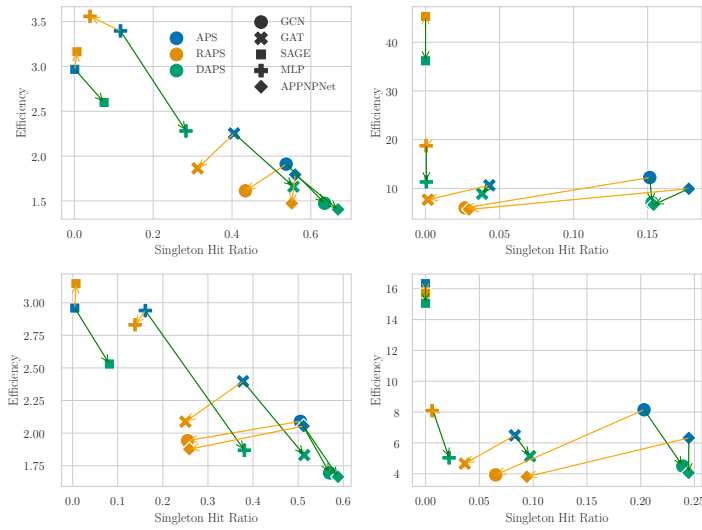 3.5
3.0
2.5
2.0
1.5
Efficiency
0.0 0.2 0.4 0.6
Singleton Hit Ratio
APS
RAPS
DAPS
GCN
GAT
SAGE
MLP
APPNPNet
40
30
20
10
Efficiency
0.00 0.05 0.10 0.15
Singleton Hit Ratio
3.00
2.75
2.50
2.25
2.00
1.75
Efficiency
0.0 0.1 0.2 0.3 0.4 0.5 0.6
Singleton Hit Ratio
16
14
12
10
8
6
4
Efficiency
0.00 0.05 0.10 0.15 0.20 0.25
Singleton Hit Ratio